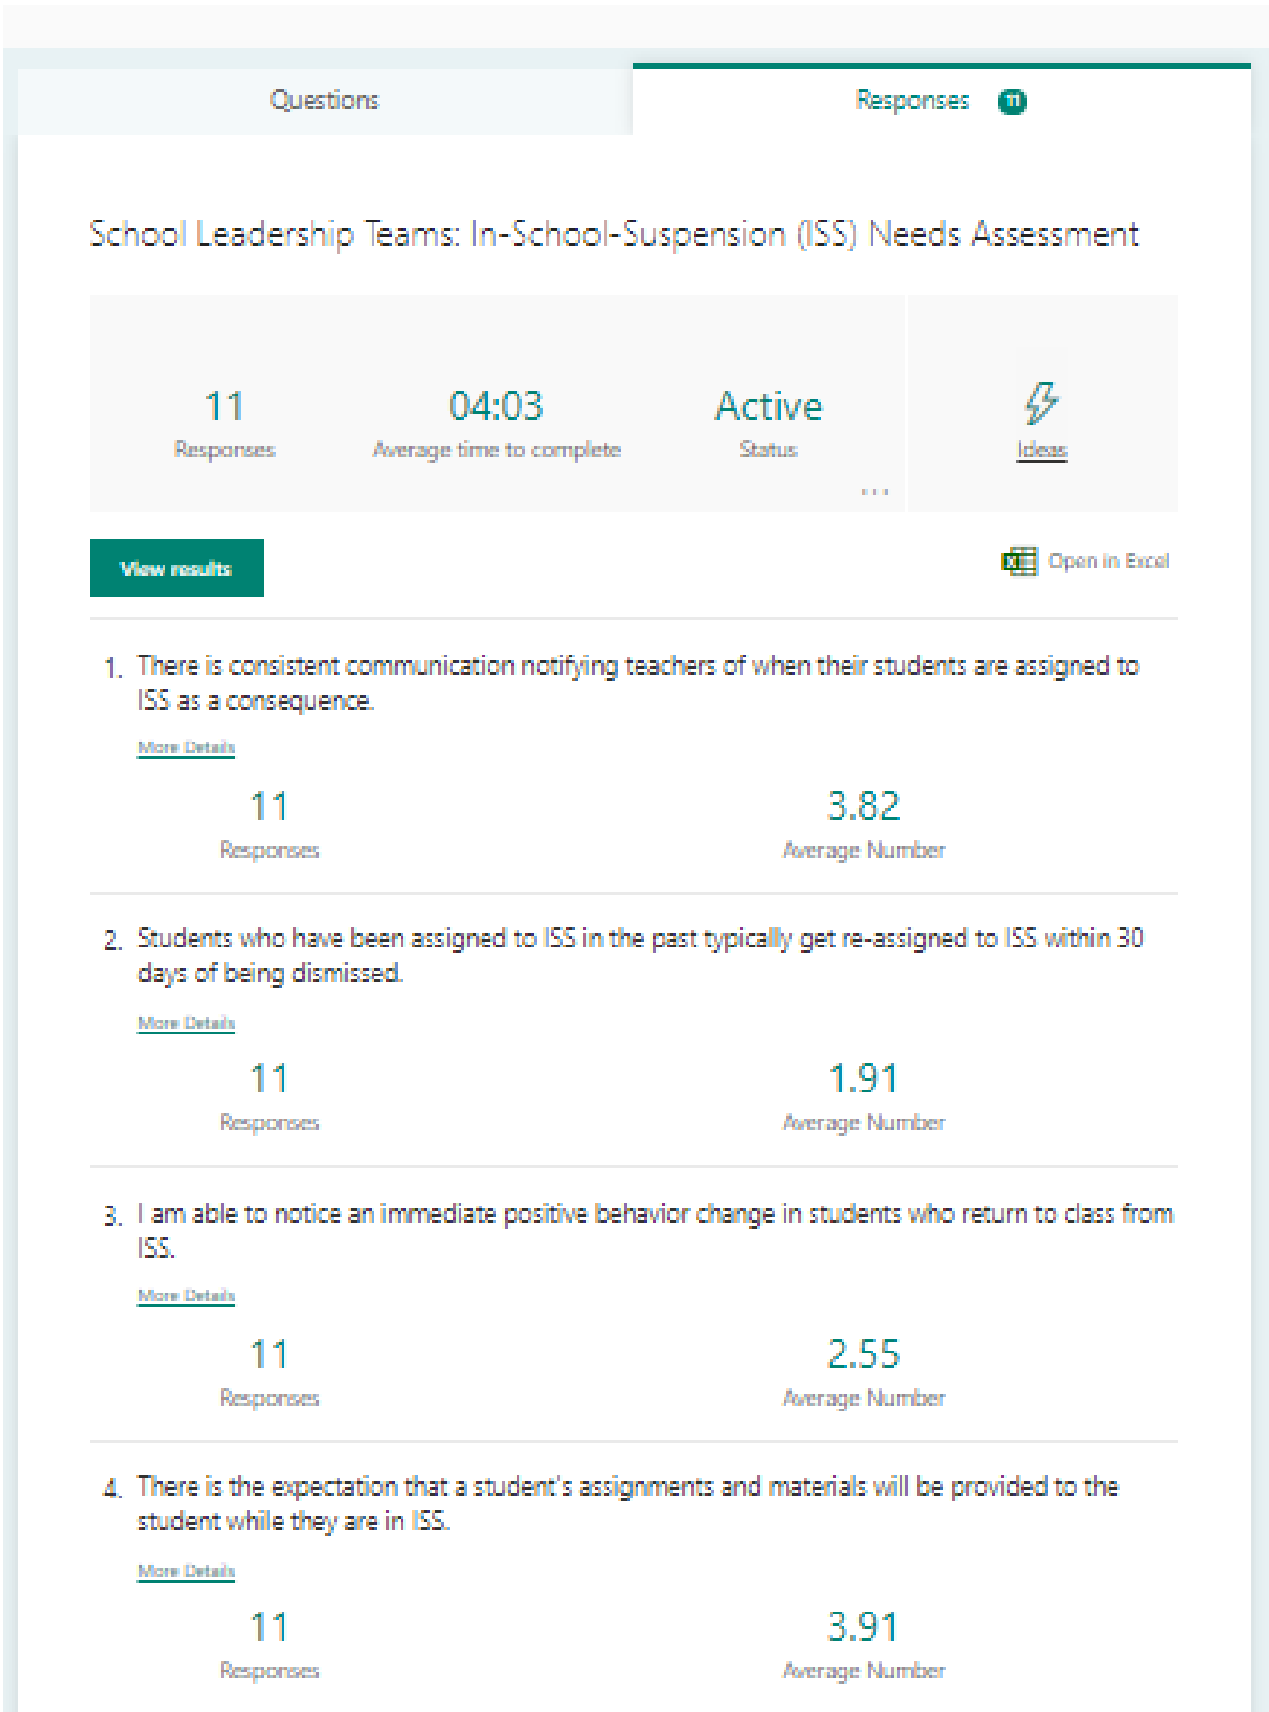 Questions
Responses 11
School Leadership Teams: In-School-Suspension (ISS) Needs Assessment
11
Responses
04:03
Average time to complete
Active
Status
...
Ideas
View results
Open in Excel
1. There is consistent communication notifying teachers of when their students are assigned to
ISS as a consequence.
More Details
11
Responses
3.82
Average Number
2. Students who have been assigned to ISS in the past typically get re-assigned to ISS within 30
days of being dismissed.
More Details
11
Responses
1.91
Average Number
3. I am able to notice an immediate positive behavior change in students who return to class from
ISS.
More Details
11
Responses
2.55
Average Number
4. There is the expectation that a student's assignments and materials will be provided to the
student while they are in ISS.
More Details
11
Responses
3.91
Average Number